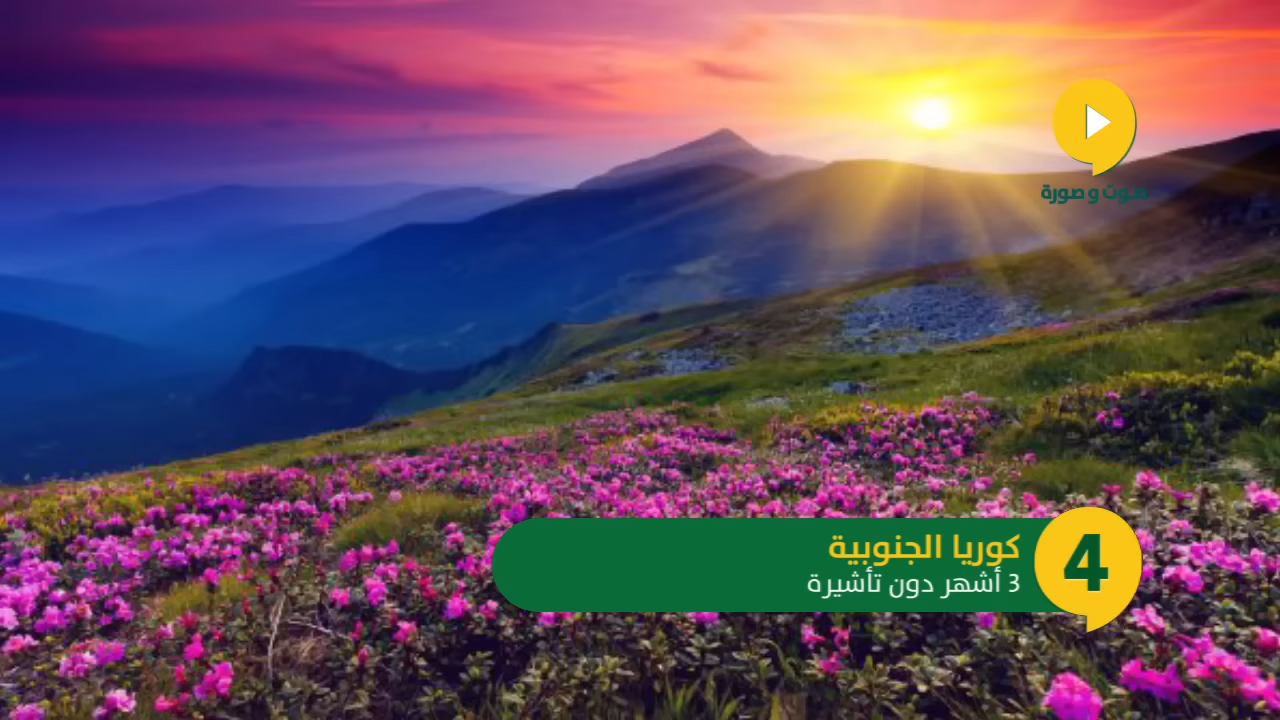 صوت و صورة
كوريا الجنوبية
3 أشهر دون تأشيرة
4